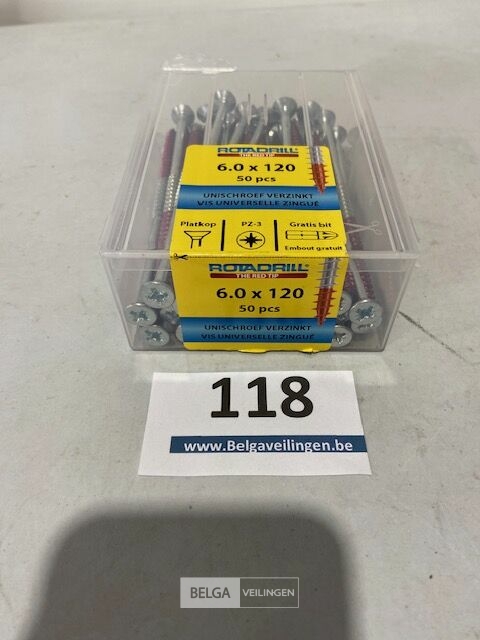 ROTADRILL
THE RED TIP
6.0 x 120
50 pcs
UNISCHROEF VERZINKT
VIS UNIVERSELLE ZINGUÉ
Platkop
PZ-3
Gratis bit
Embout gratuit
ROTADRILL
THE RED TIP
6.0 x 120
50 pcs
UNISCHROEF VERZINKT
VIS UNIVERSELLE ZINGUÉ
118
www.Belgaveilingen.be
BELGA VEILINGEN